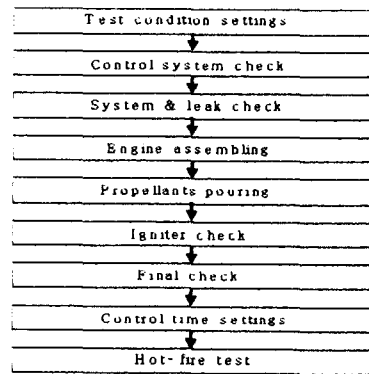 Test condition settings
Control system check
System & leak check
Engine assembling
Propellants pouring
Igniter check
Final check
Control time settings
Hot-fire test